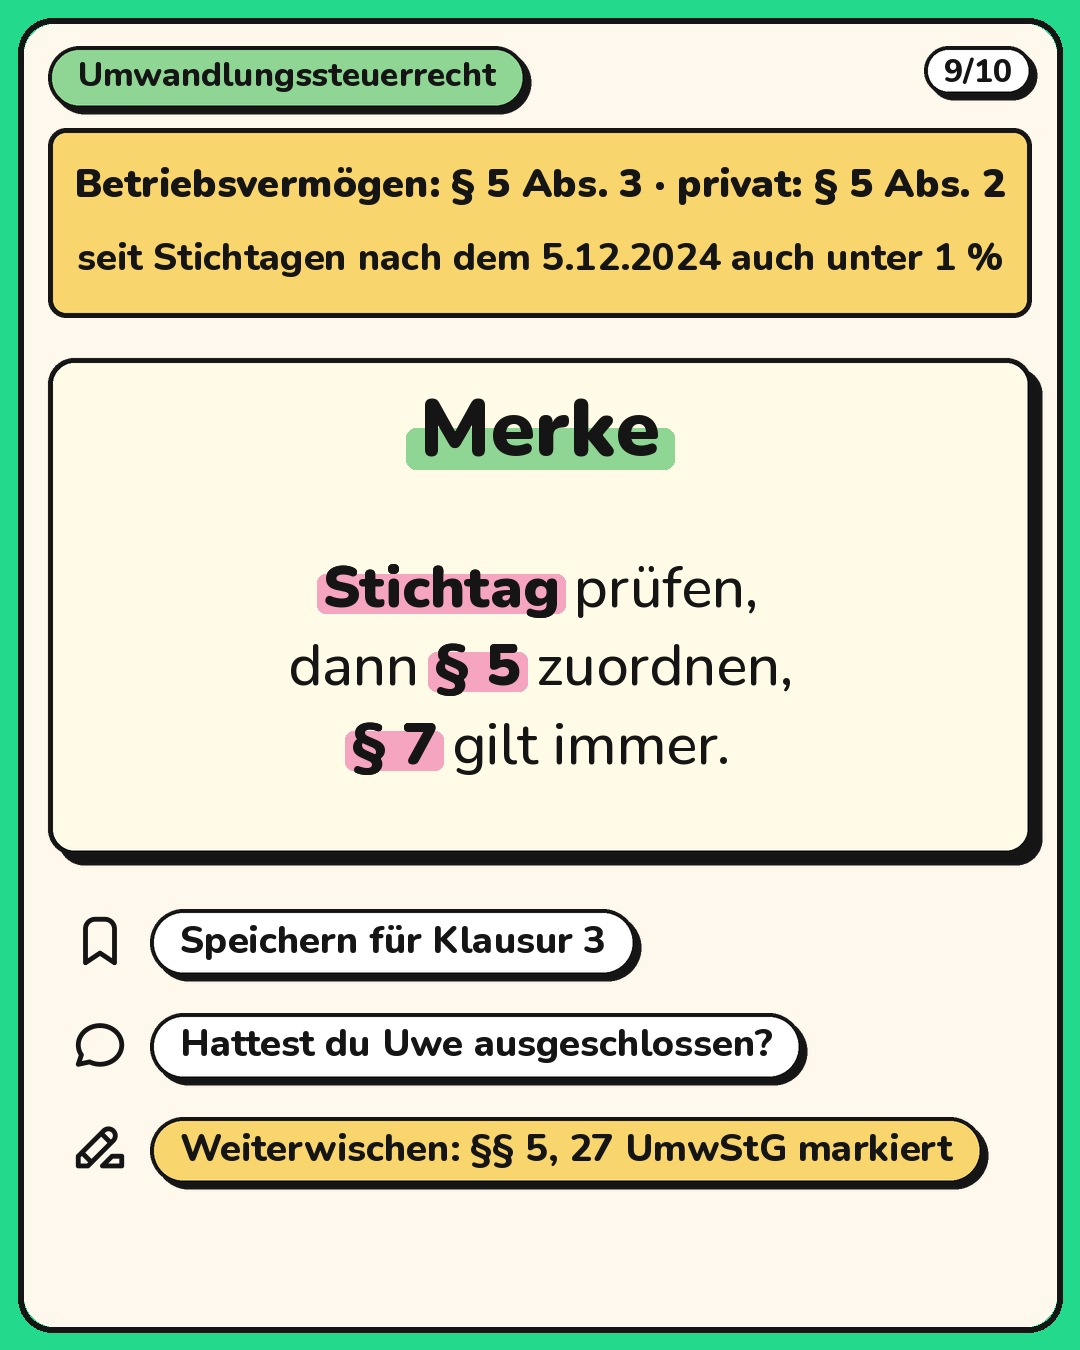 Umwandlungssteuerrecht
9/10
Betriebsvermögen: § 5 Abs. 3 · privat: § 5 Abs. 2
seit Stichtagen nach dem 5.12.2024 auch unter 1 %
Merke
Stichtag prüfen,
dann § 5 zuordnen,
§ 7 gilt immer.
Speichern für Klausur 3
Hattest du Uwe ausgeschlossen?
Weiterwischen: §§ 5, 27 UmwStG markiert